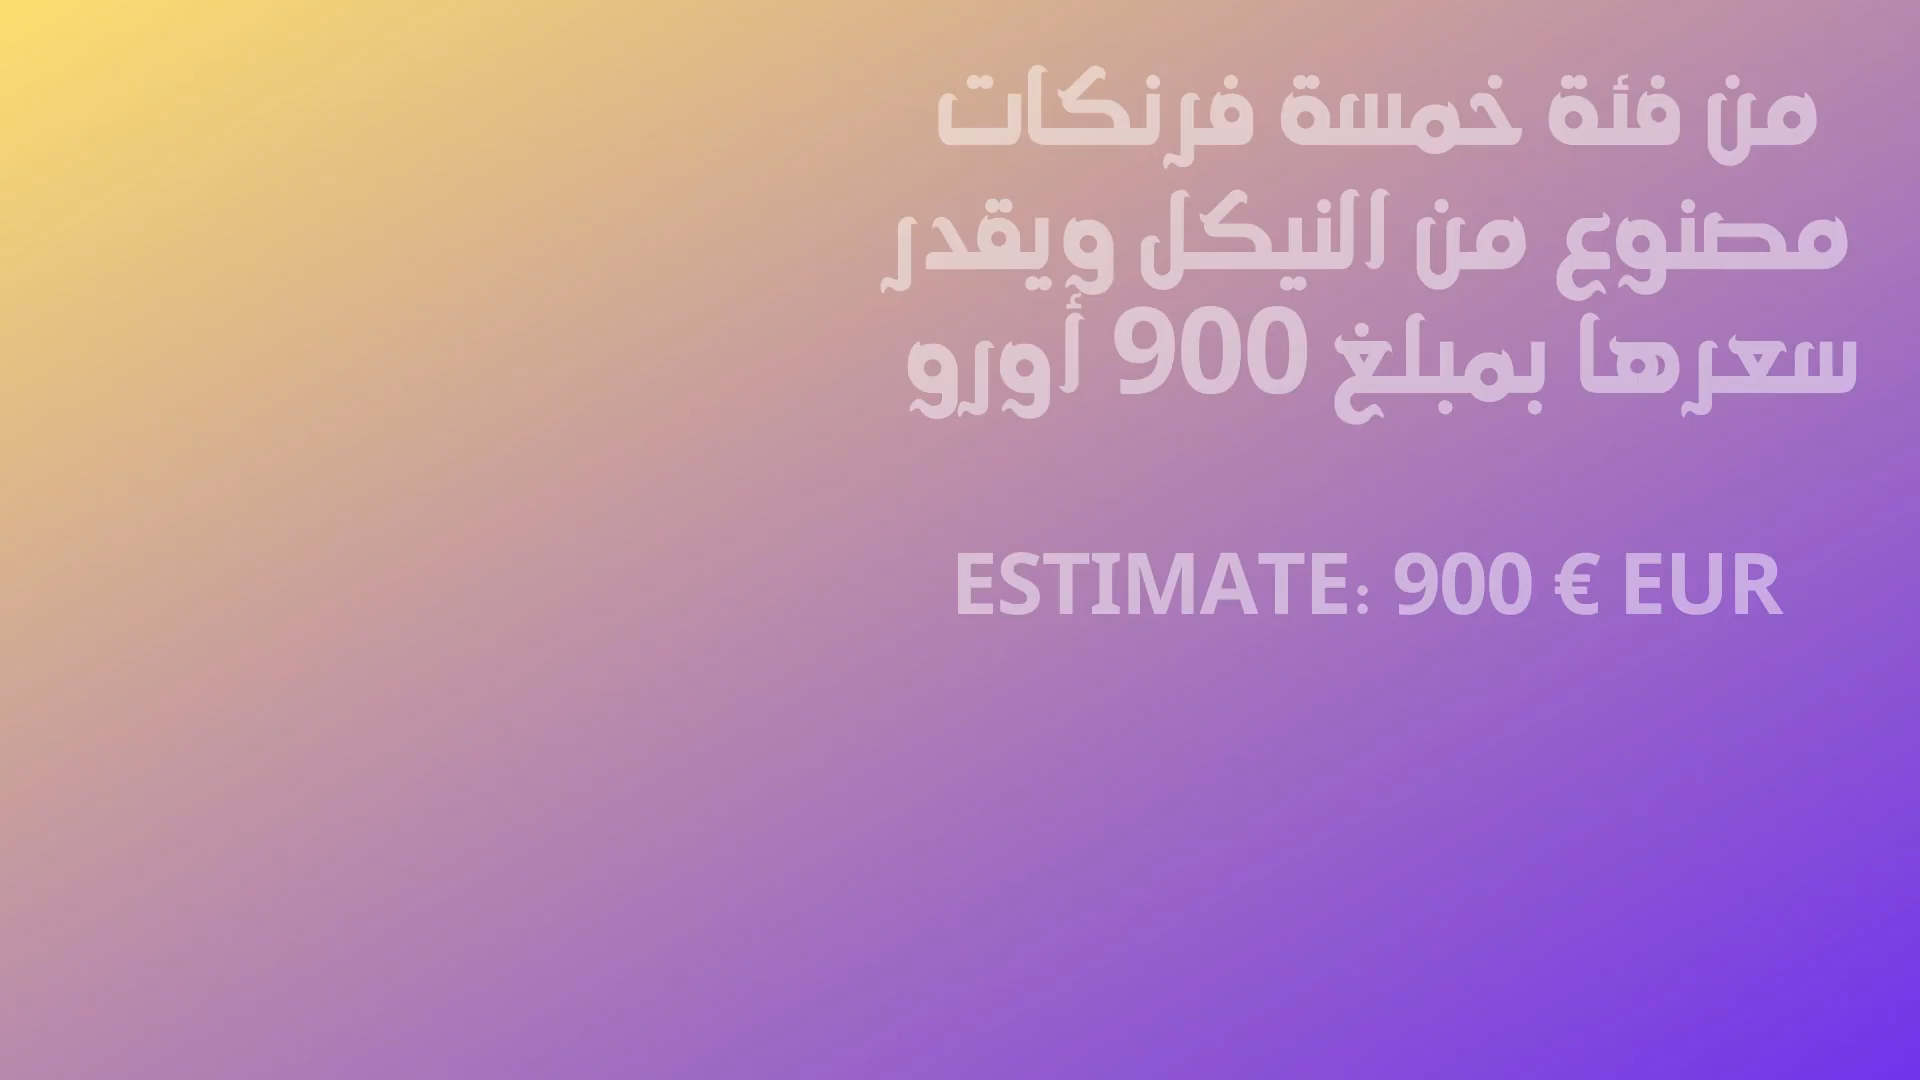 من فئة خمسة فرنكات
مصنوع من النيكل ويقدر
سعرها بمبلغ 900 أورو
ESTIMATE: 900 € EUR